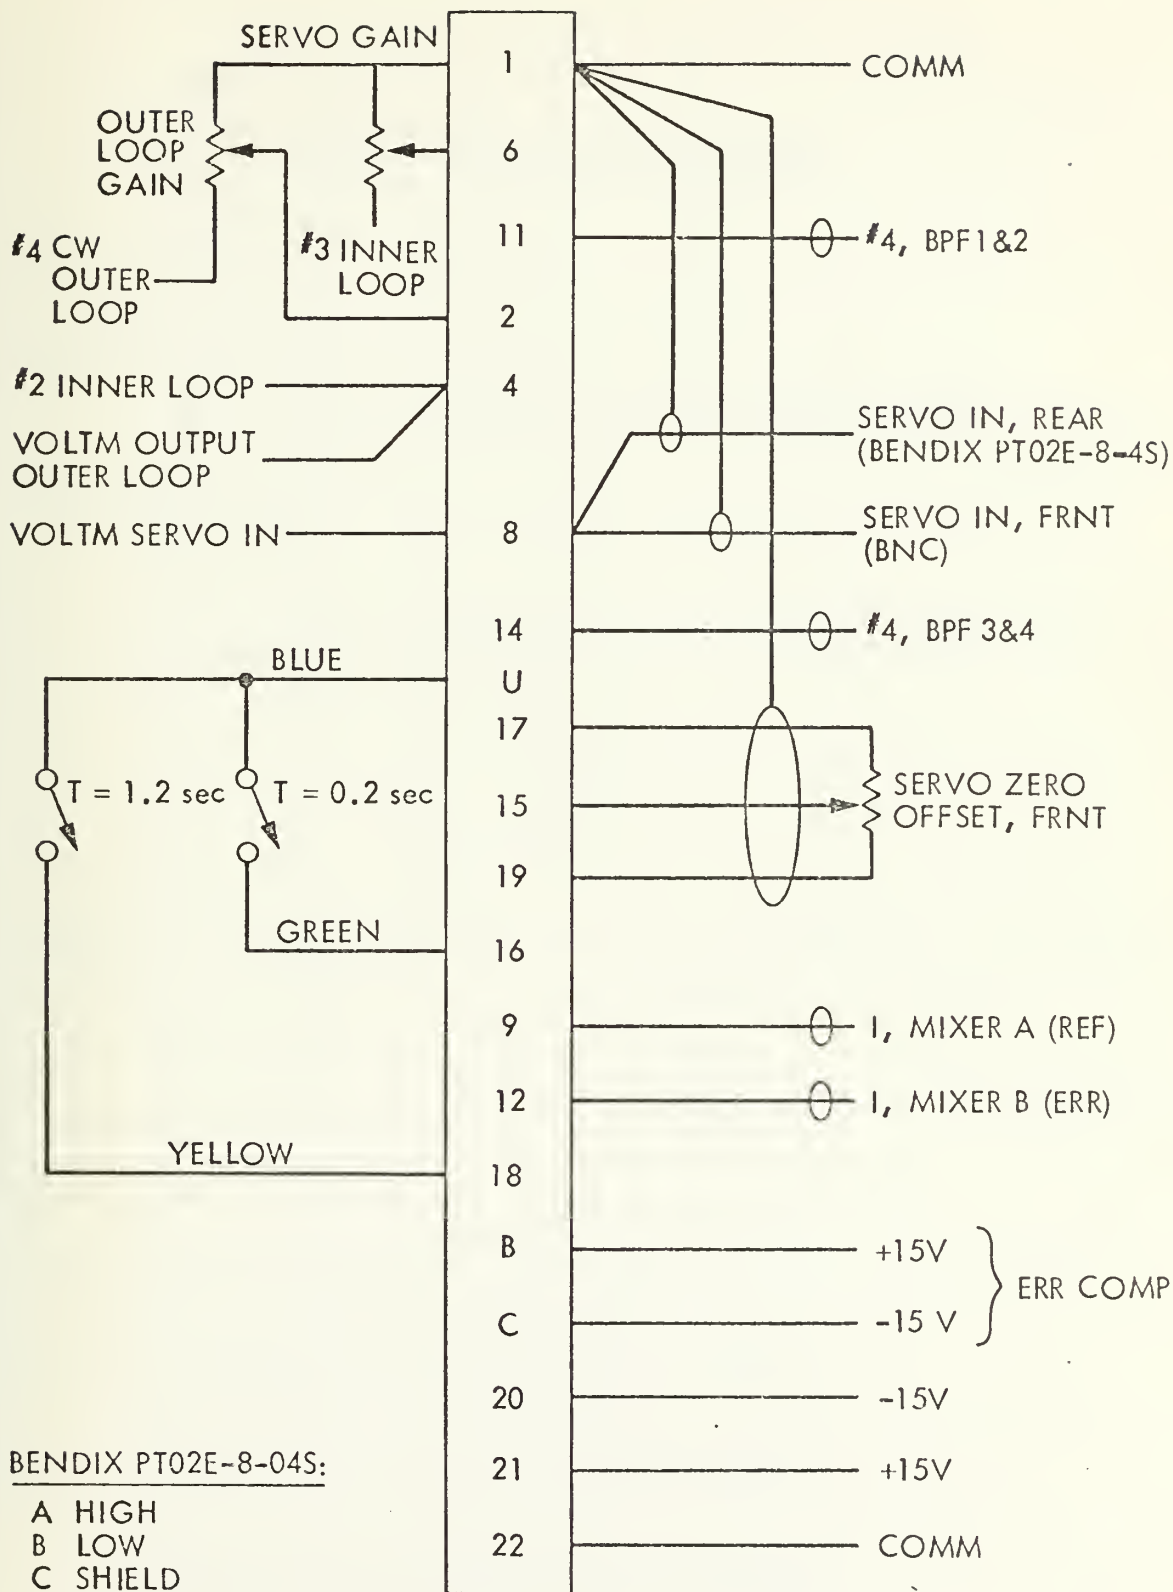 SERVO GAIN
1
COMM
OUTER
LOOP
GAIN
6
#4 CW
OUTER
LOOP
#3 INNER
LOOP
11
#4, BPF 1&2
2
#2 INNER LOOP
4
VOLTM OUTPUT
OUTER LOOP
SERVO IN, REAR
(BENDIX PT02E-8-4S)
VOLTM SERVO IN
8
SERVO IN, FRNT
(BNC)
14
#4, BPF 3&4
BLUE
U
17
T = 1.2 sec
T = 0.2 sec
15
SERVO ZERO
OFFSET, FRNT
19
GREEN
16
9
1, MIXER A (REF)
12
1, MIXER B (ERR)
YELLOW
18
B
+15V
C
-15 V
ERR COMP
20
-15V
21
+15V
22
COMM
BENDIX PT02E-8-04S:
A HIGH
B LOW
C SHIELD